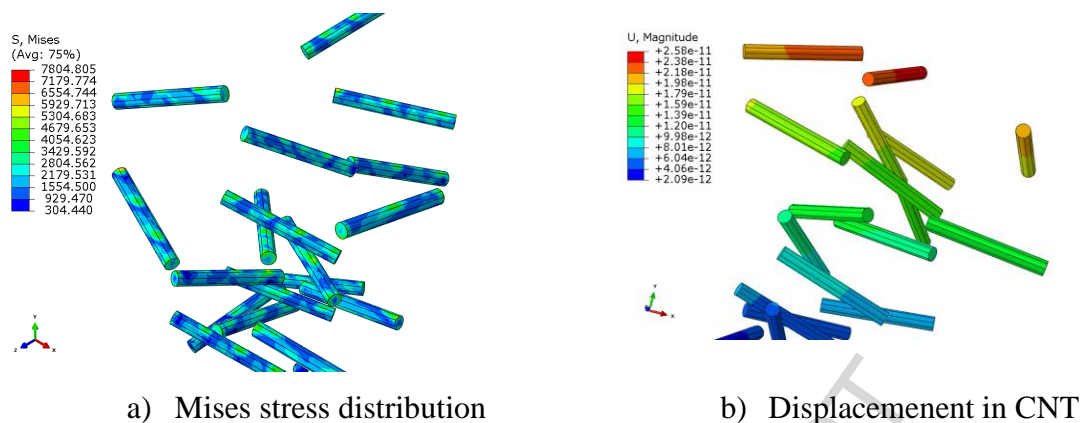 S, Mises
(Avg: 75%)
7804.805
7179.774
6554.744
5929.713
5304.683
4679.653
4054.623
3429.592
2804.562
2179.531
1554.500
929.470
304.440
Y
Z X
U, Magnitude
+2.58e-11
+2.38e-11
+2.18e-11
+1.98e-11
+1.79e-11
+1.59e-11
+1.39e-11
+1.20e-11
+9.98e-12
+8.01e-12
+6.04e-12
+4.06e-12
+2.09e-12
Y
X
a) Mises stress distribution
b) Displacemenent in CNT